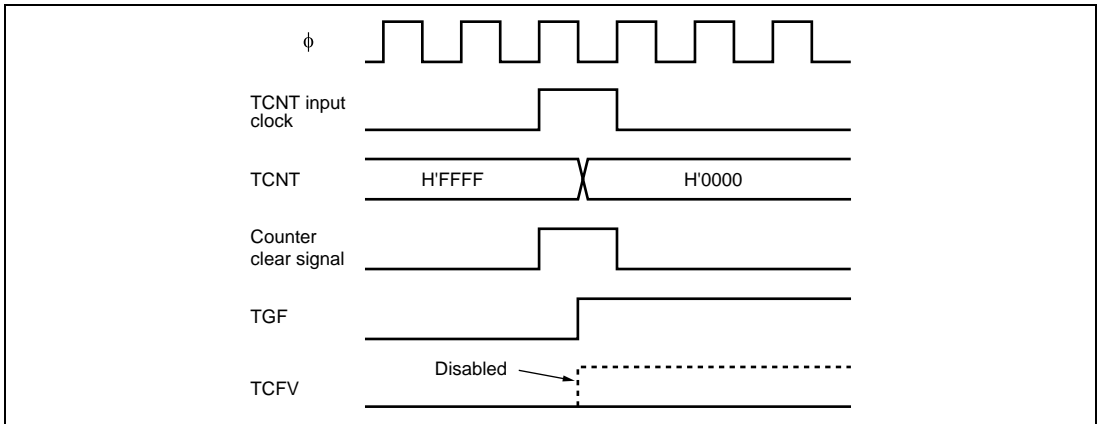 ϕ
TCNT input
clock
TCNT
H'FFFF
H'0000
Counter
clear signal
TGF
Disabled
TCFV